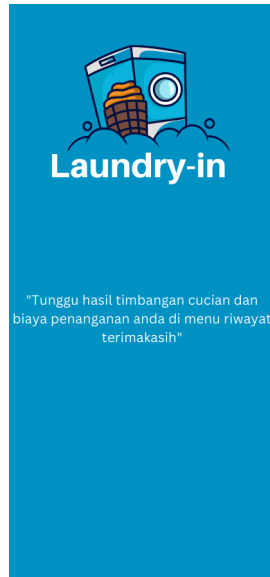 Laundry-in
"Tunggu hasil timbangan cucian dan
biaya penanganan anda di menu riwayat
terimakasih"